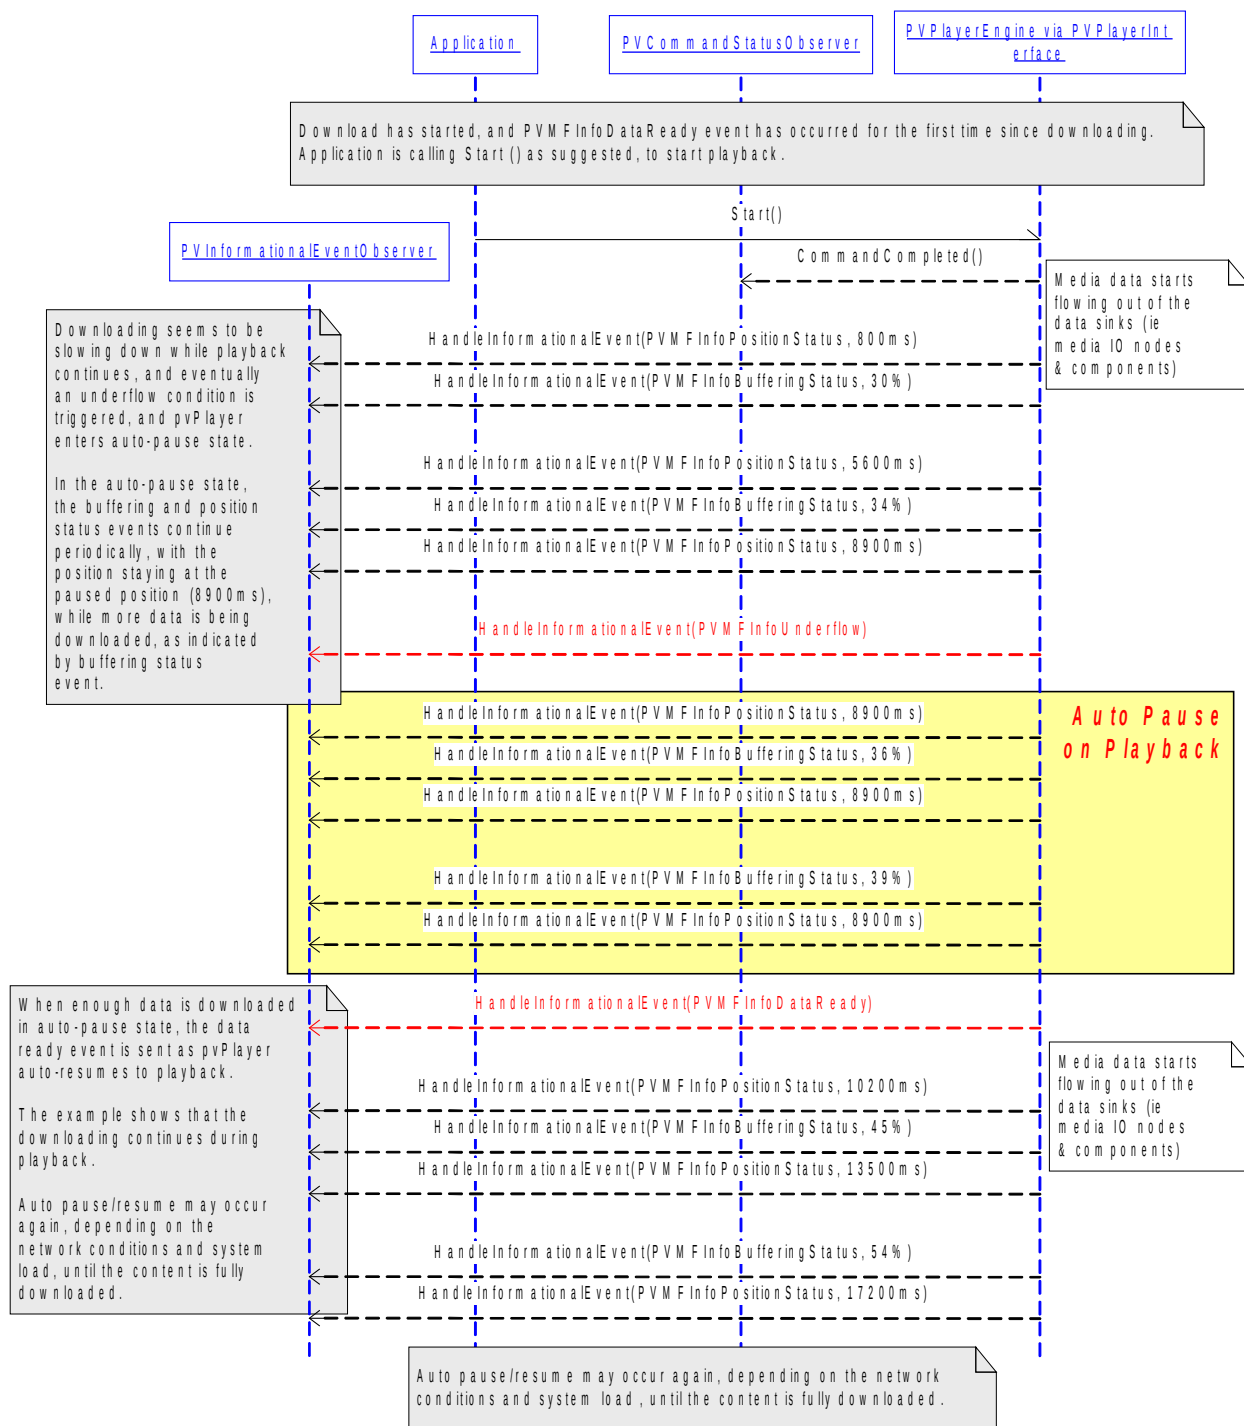 Application
PVCommandStatusObserver
PVPlayerEngine via PVPlayerInt
erface
Download has started, and PVMFInfoDataReady event has occurred for the first time since downloading.
Application is calling Start() as suggested, to start playback.
Start()
PVInformationalEventObserver
CommandCompleted()
Media data starts
flowing out of the
data sinks (ie
media IO nodes
& components)
Downloading seems to be
slowing down while playback
continues, and eventually
an underflow condition is
triggered, and pvPlayer
enters auto-pause state.
In the auto-pause state,
the buffering and position
status events continue
periodically, with the
position staying at the
paused position (8900ms),
while more data is being
downloaded, as indicated
by buffering status
event.
HandleInformationalEvent(PVMFInfoPositionStatus, 800ms)
HandleInformationalEvent(PVMFInfoBufferingStatus, 30%)
HandleInformationalEvent(PVMFInfoPositionStatus, 5600ms)
HandleInformationalEvent(PVMFInfoBufferingStatus, 34%)
HandleInformationalEvent(PVMFInfoPositionStatus, 8900ms)
HandleInformationalEvent(PVMFInfoUnderflow)
HandleInformationalEvent(PVMFInfoPositionStatus, 8900ms)
Auto Pause
on Playback
HandleInformationalEvent(PVMFInfoBufferingStatus, 36%)
HandleInformationalEvent(PVMFInfoPositionStatus, 8900ms)
HandleInformationalEvent(PVMFInfoBufferingStatus, 39%)
HandleInformationalEvent(PVMFInfoPositionStatus, 8900ms)
When enough data is downloaded
in auto-pause state, the data
ready event is sent as pvPlayer
auto-resumes to playback.
The example shows that the
downloading continues during
playback.
Auto pause/resume may occur
again, depending on the
network conditions and system
load, until the content is fully
downloaded.
HandleInformationalEvent(PVMFInfoDataReady)
Media data starts
flowing out of the
data sinks (ie
media IO nodes
& components)
HandleInformationalEvent(PVMFInfoPositionStatus, 10200ms)
HandleInformationalEvent(PVMFInfoBufferingStatus, 45%)
HandleInformationalEvent(PVMFInfoPositionStatus, 13500ms)
HandleInformationalEvent(PVMFInfoBufferingStatus, 54%)
HandleInformationalEvent(PVMFInfoPositionStatus, 17200ms)
Auto pause/resume may occur again, depending on the network
conditions and system load, until the content is fully downloaded.